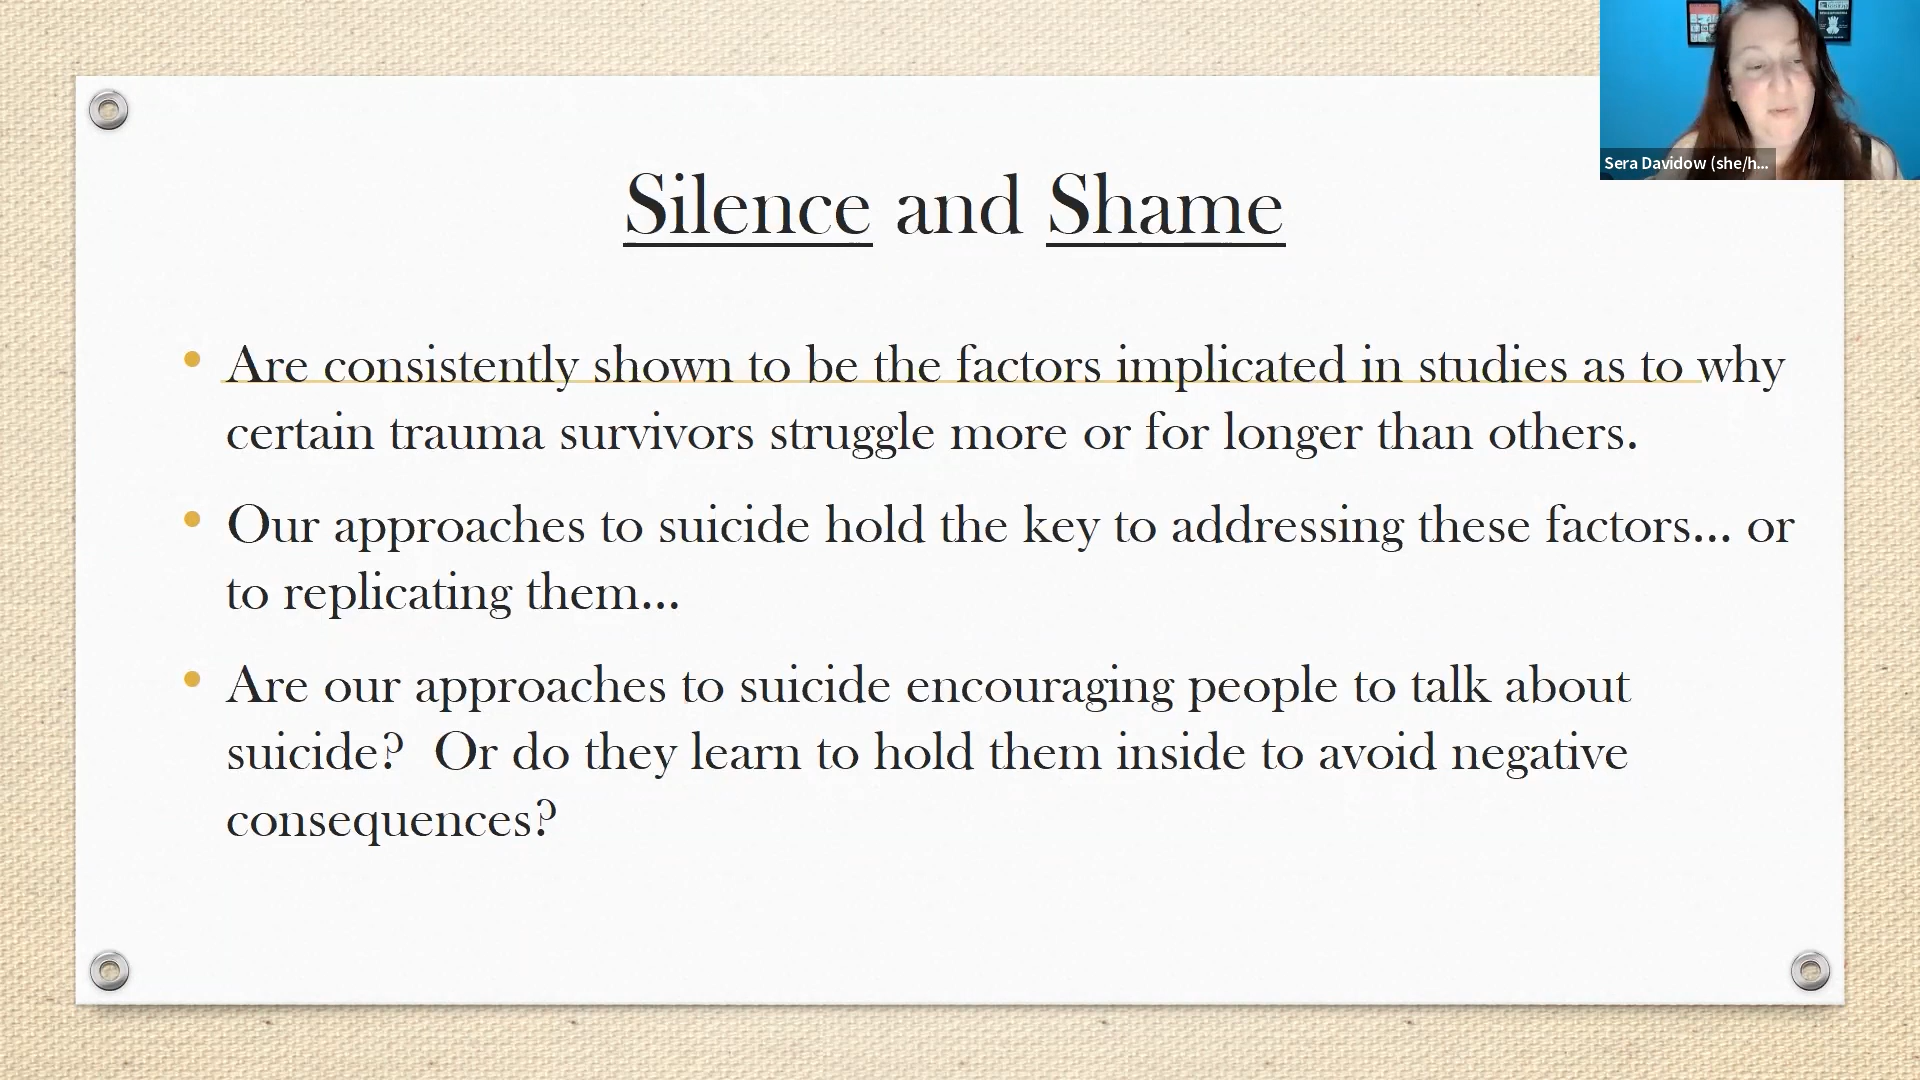 Silence and Shame
Sera Davidow (she/h...
• Are consistently shown to be the factors implicated in studies as to why
certain trauma survivors struggle more or for longer than others.
• Our approaches to suicide hold the key to addressing these factors... or
to replicating them...
• Are our approaches to suicide encouraging people to talk about
suicide?  Or do they learn to hold them inside to avoid negative
consequences?